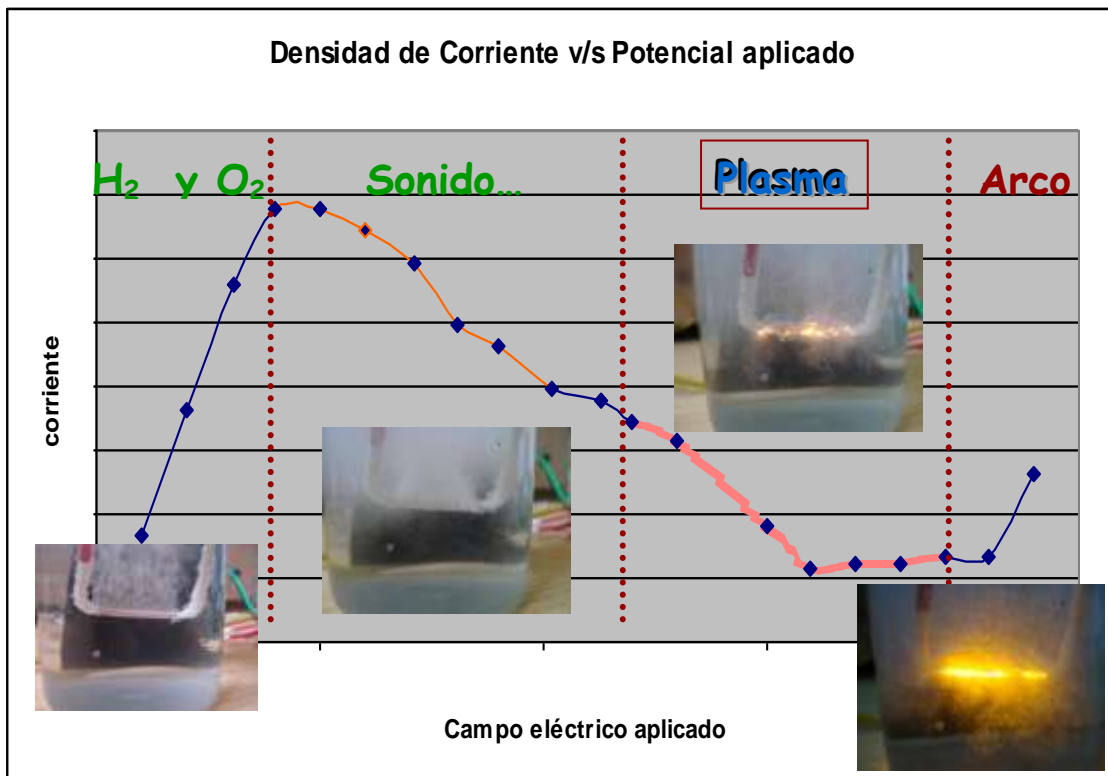 Densidad de Corriente v/s Potencial aplicado
H₂ y O₂ Sonido... Plasma Arco
corriente
Campo eléctrico aplicado